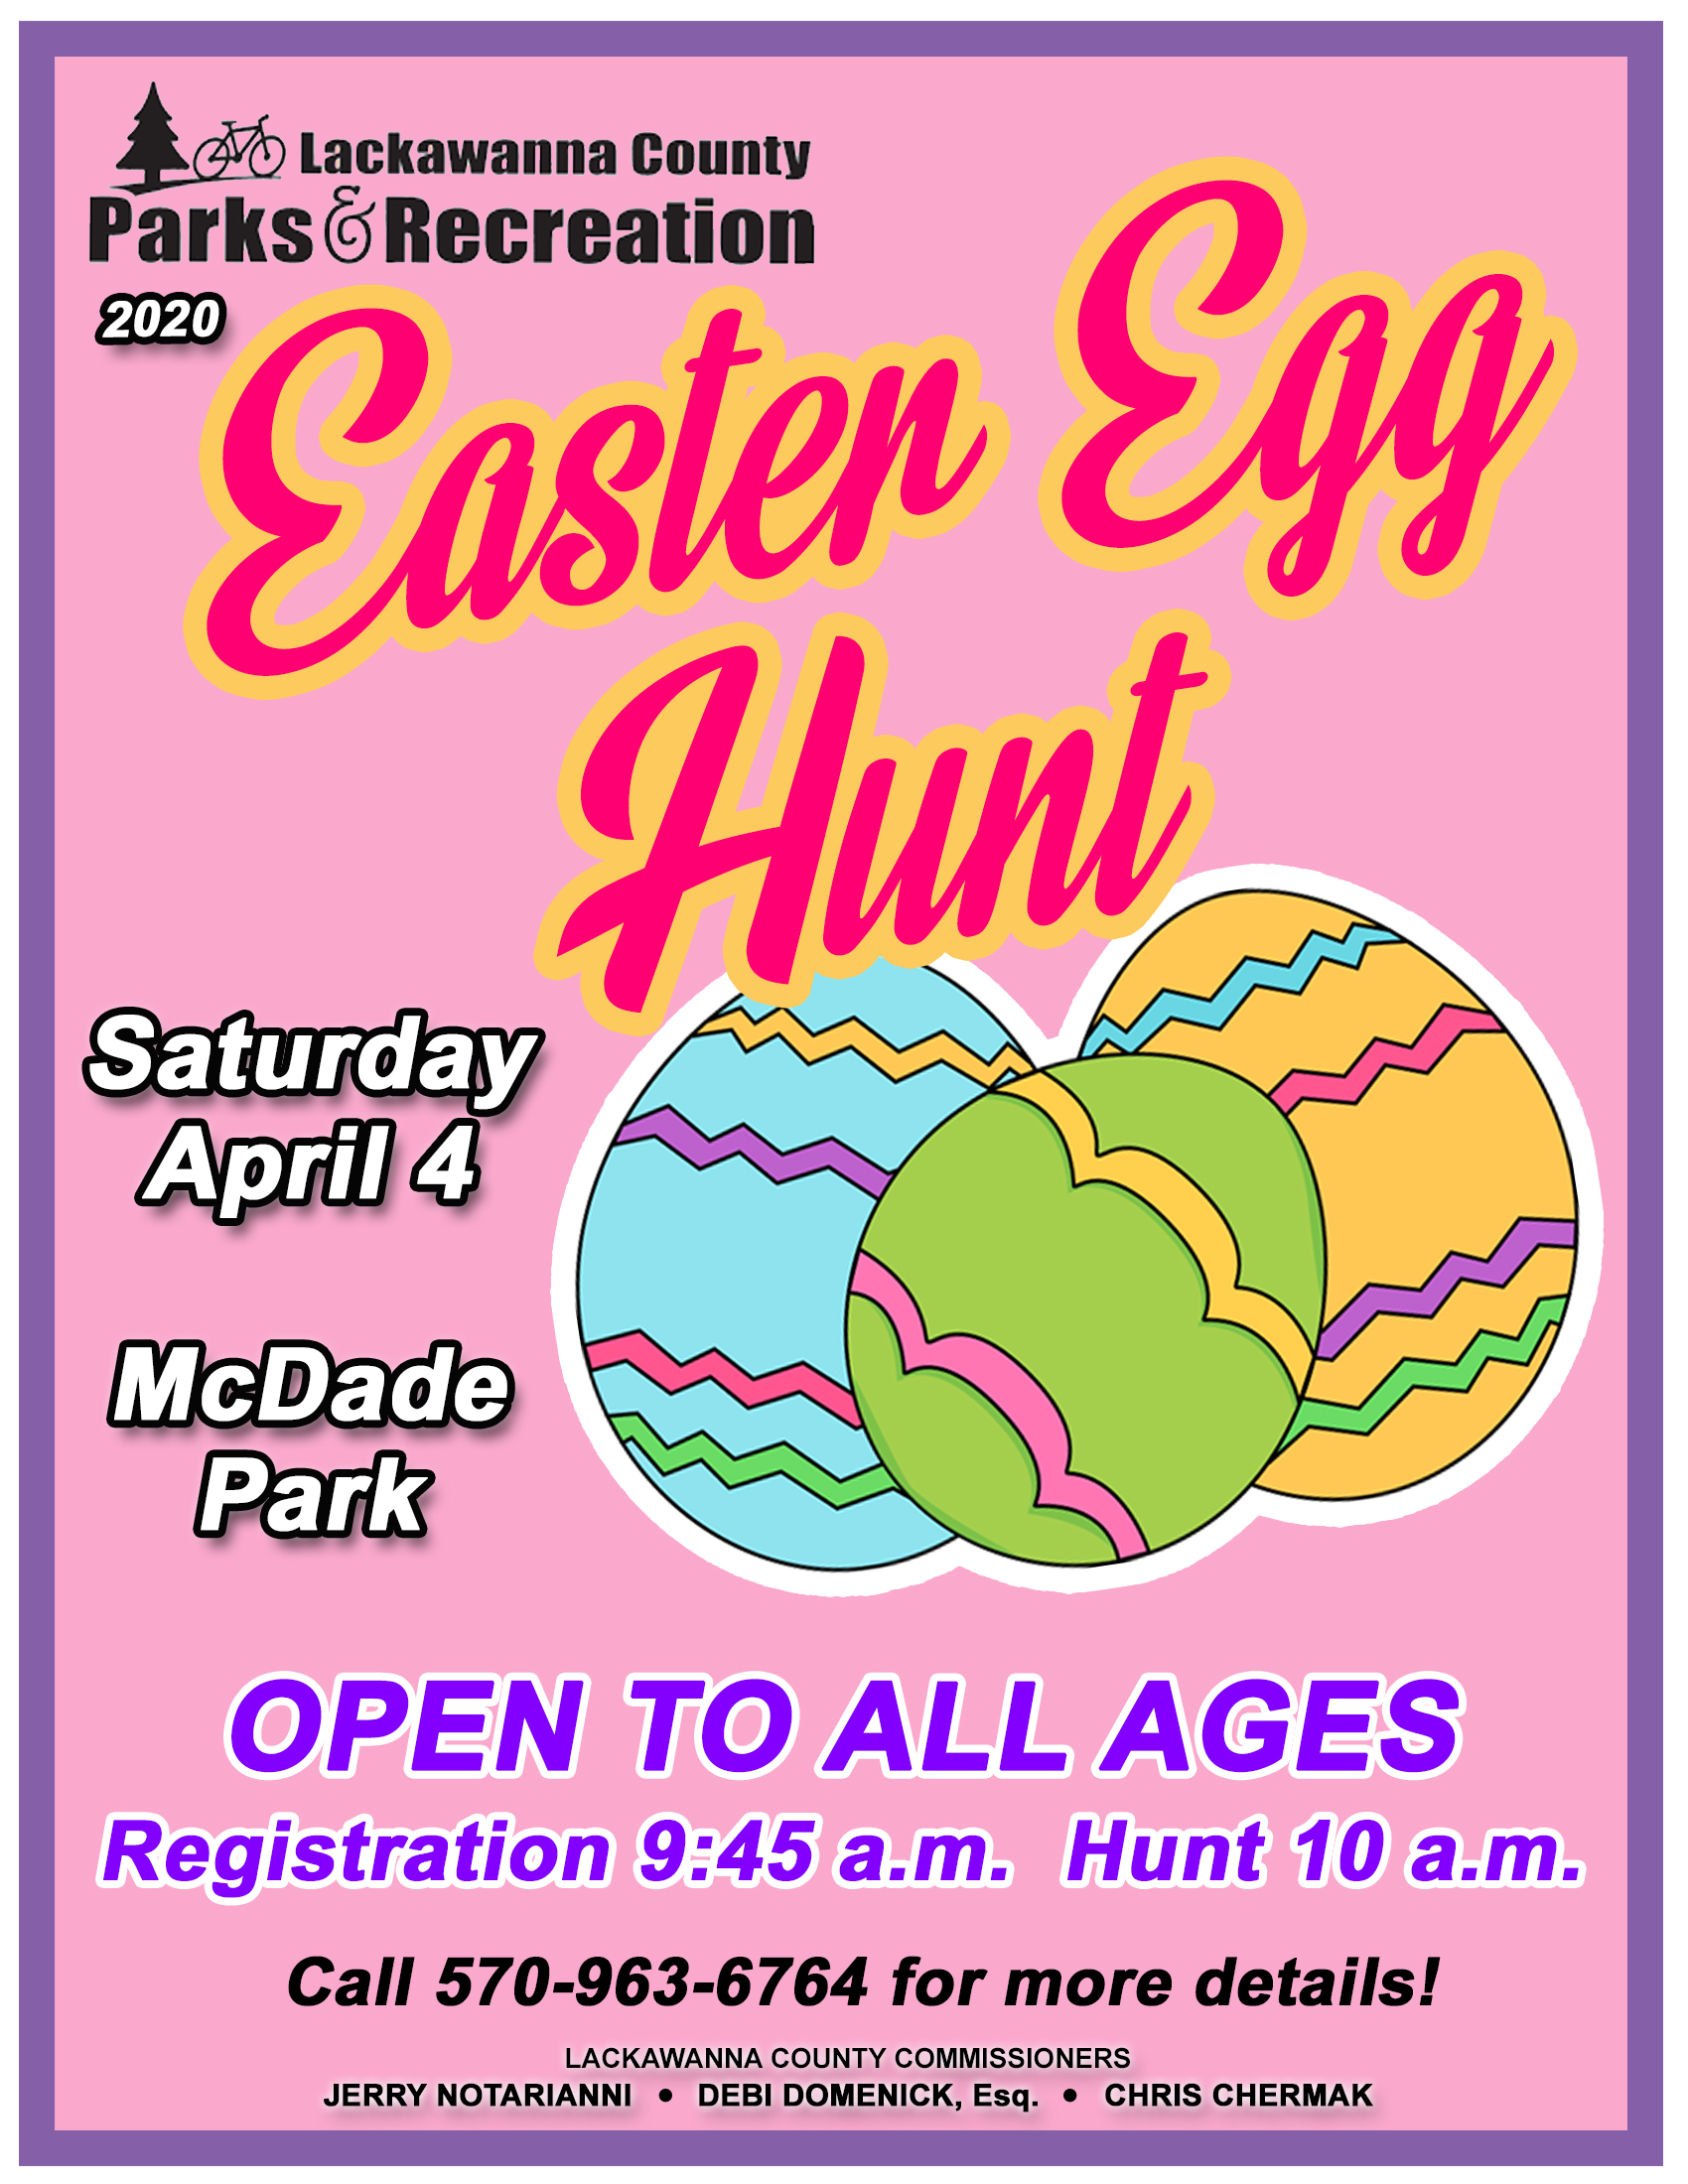 Lackawanna County
Parks & Recreation
2020
Easter Egg
Hunt
Saturday
April 4
McDade
Park
OPEN TO ALL AGES
Registration 9:45 a.m. Hunt 10 a.m.
Call 570-963-6764 for more details!
LACKAWANNA COUNTY COMMISSIONERS
JERRY NOTARIANNI • DEBI DOMENICK, Esq. • CHRIS CHERMAK